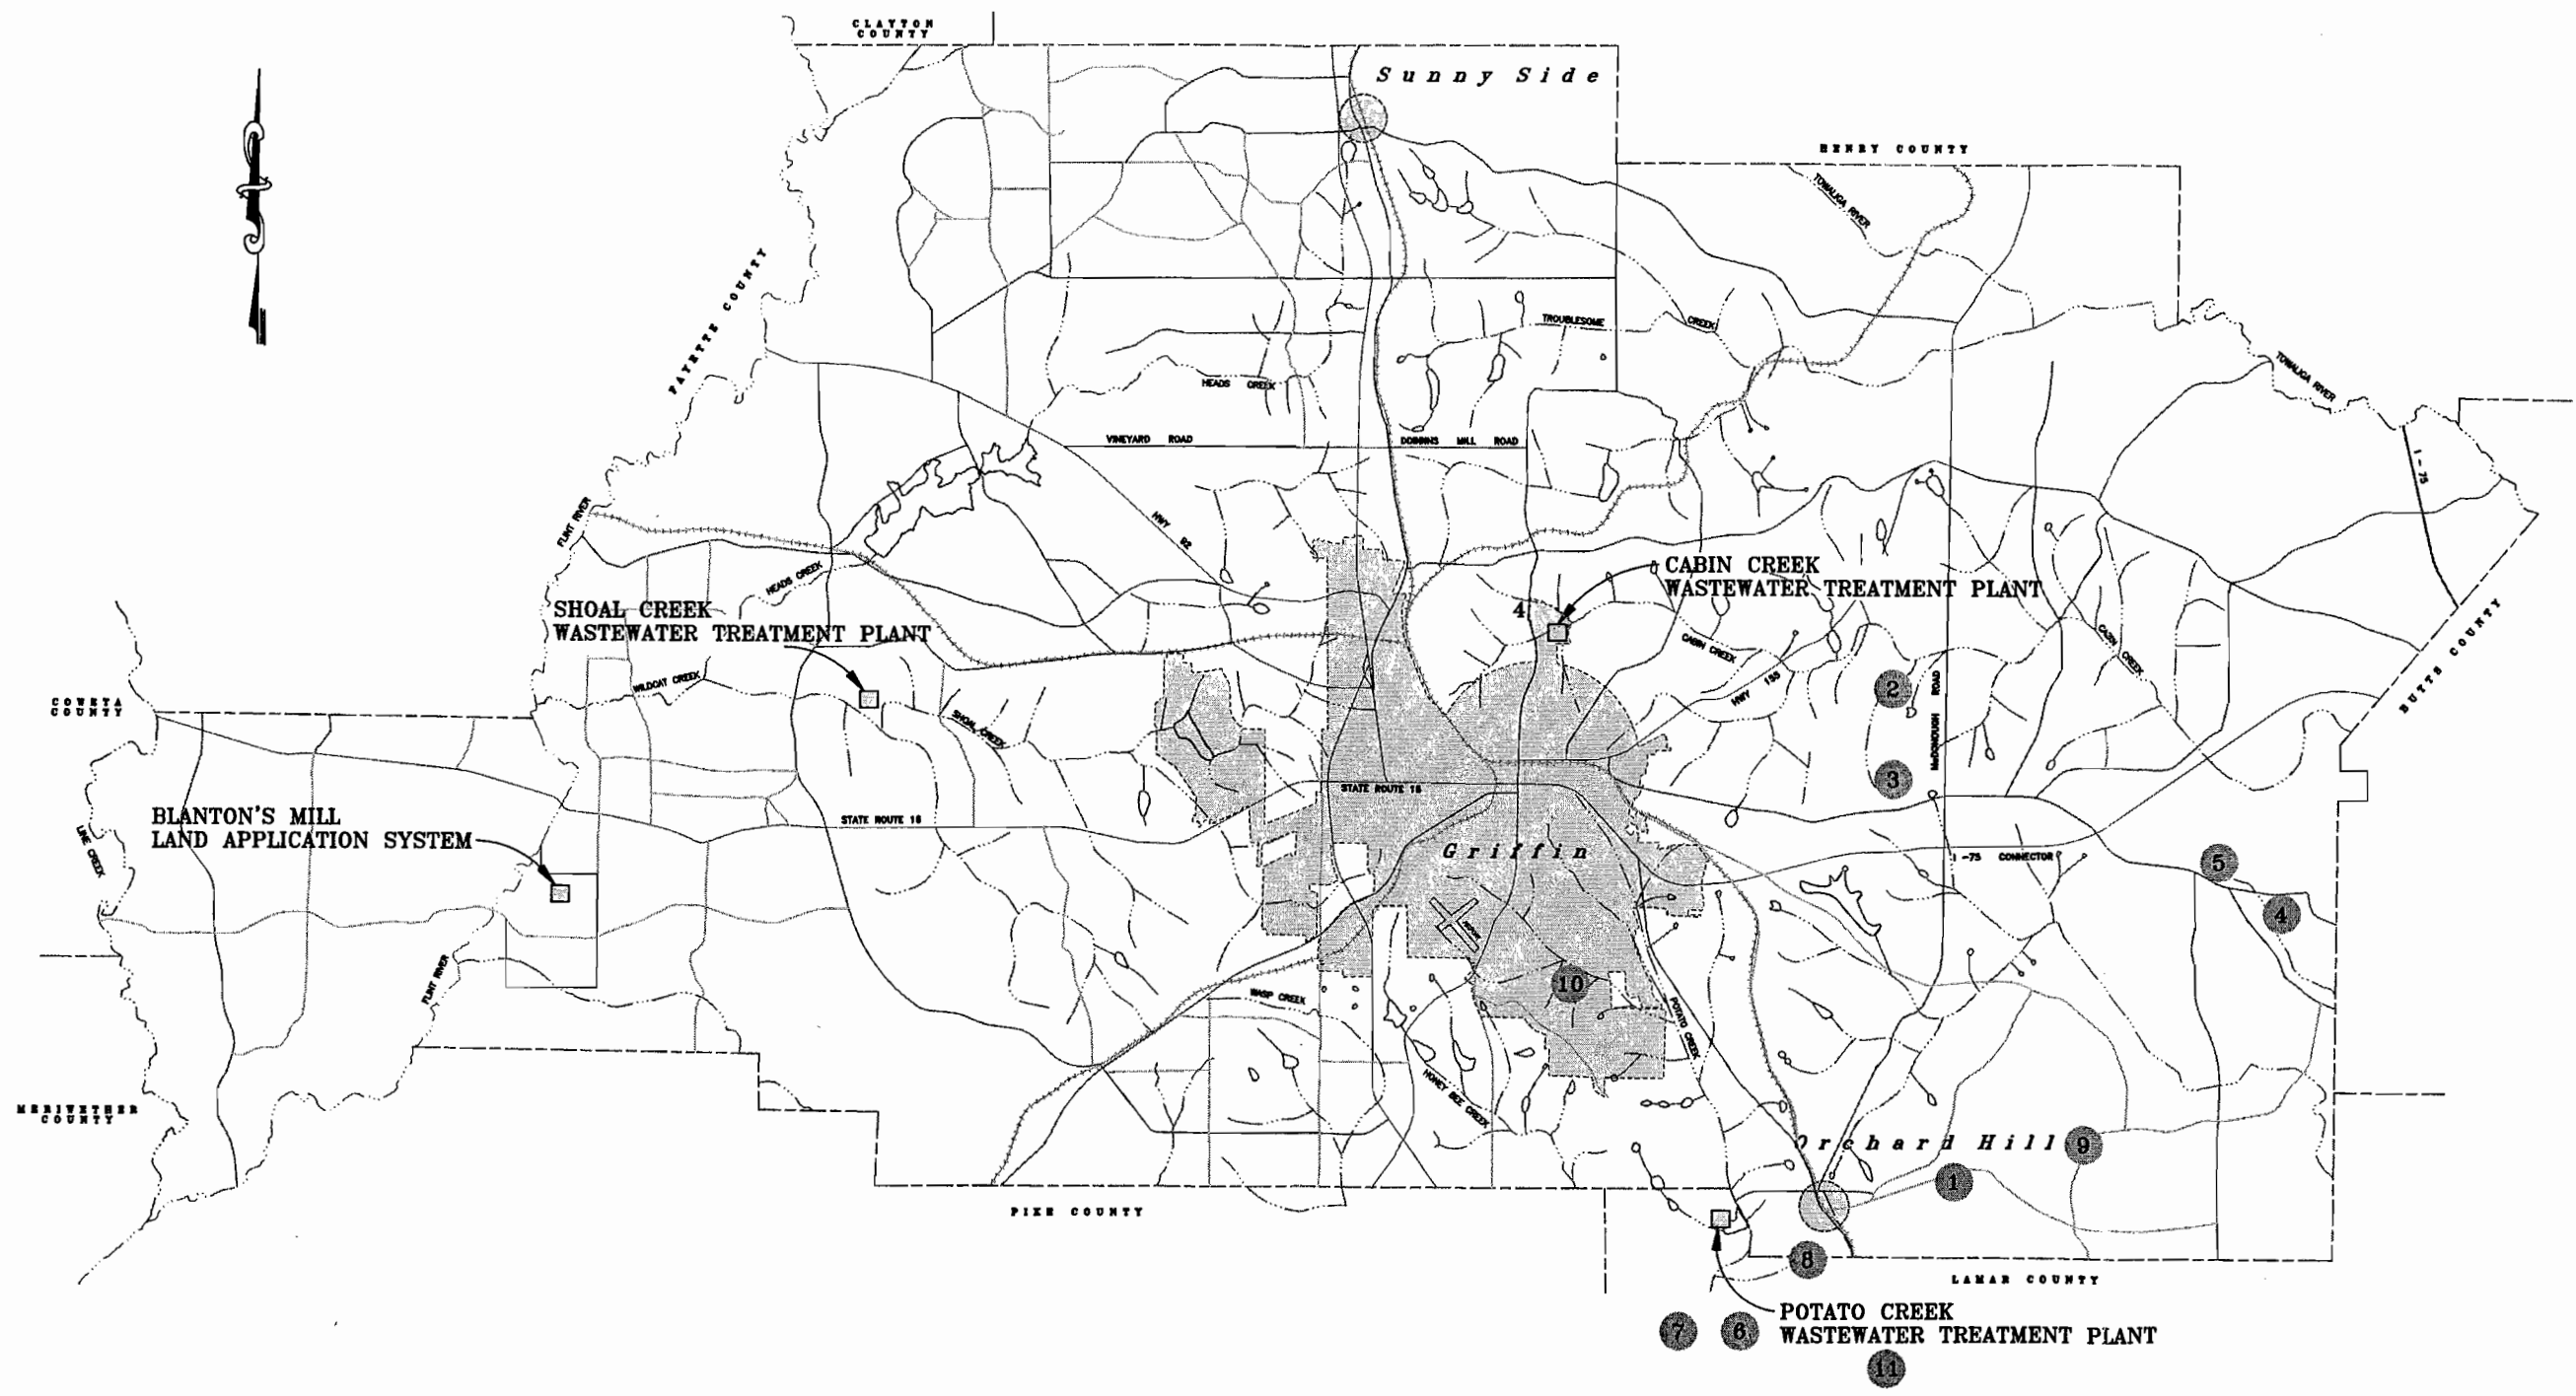 CLAYTON
COUNTY
Sunny Side
HENRY COUNTY
TOWALIGA RIVER
FAYETTE COUNTY
TROUBLESOME
CREEK
TOWALIGA RIVER
HEADS CREEK
VINEYARD ROAD
DOBBINS MILL ROAD
I-75
FLINT RIVER
HWY 92
HEADS CREEK
CABIN CREEK
WASTEWATER TREATMENT PLANT
4
SHOAL CREEK
WASTEWATER TREATMENT PLANT
CABIN CREEK
CABIN CREEK
BUTTS COUNTY
WILDCAT CREEK
HWY 155
2
McDONOUGH ROAD
COWETA
COUNTY
SHOAL CREEK
3
STATE ROUTE 16
BLANTON'S MILL
LAND APPLICATION SYSTEM
STATE ROUTE 16
LINE CREEK
Griffin
I-75 CONNECTOR
5
4
FLINT RIVER
10
WASP CREEK
POTATO CREEK
HONEY BEE CREEK
MERIWETHER
COUNTY
Orchard Hill
9
1
PIKE COUNTY
8
LAMAR COUNTY
POTATO CREEK
7
6
WASTEWATER TREATMENT PLANT
11